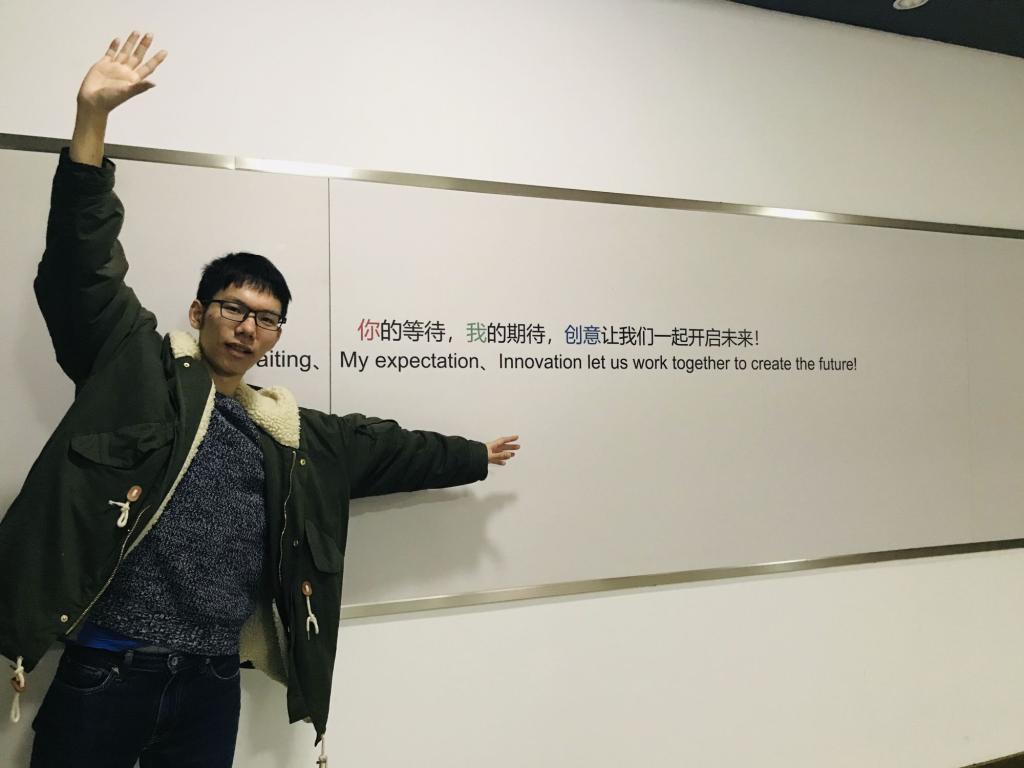 你的等待，我的期待，创意让我们一起开启未来！
aiting、 My expectation、Innovation let us work together to create the future!